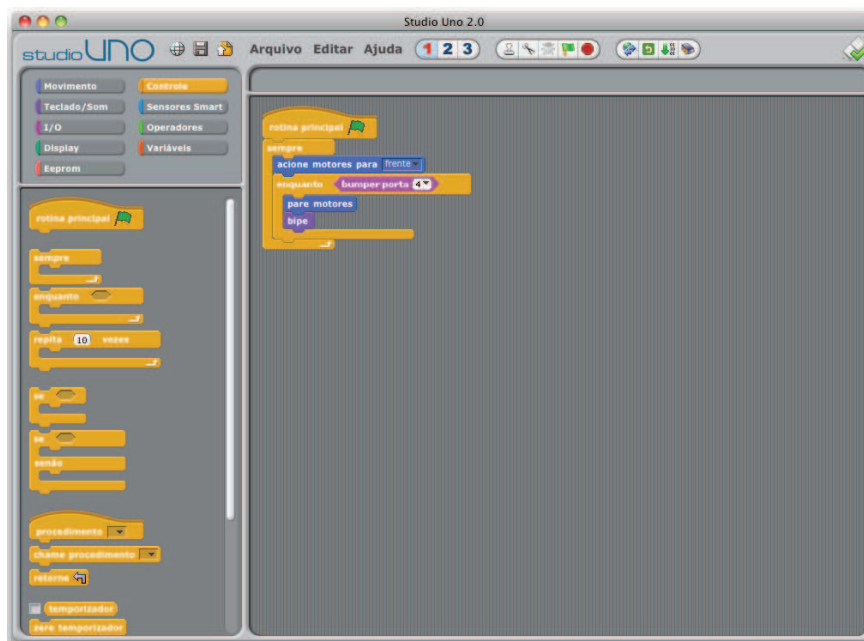 Studio Uno 2.0
studio UNO Arquivo Editar Ajuda 1 2 3
Movimento Controle
Teclado/Som Sensores Smart
I/O Operadores
Display Variáveis
Eeprom
rotina principal
sempre
enquanto
repita 10 vezes
se
se
senão
procedimento
chame procedimento
retorne
temporizador
zere temporizador
rotina principal
sempre
acione motores para frente
enquanto bumper porta 4
pare motores
bipe